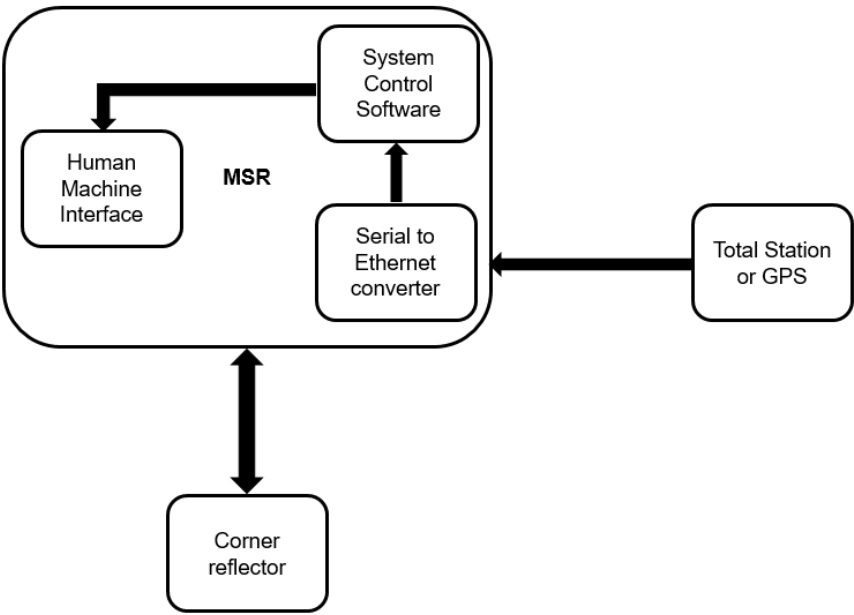 System
Control
Software
Human
Machine
Interface
MSR
Serial to
Ethernet
converter
Total Station
or GPS
Corner
reflector